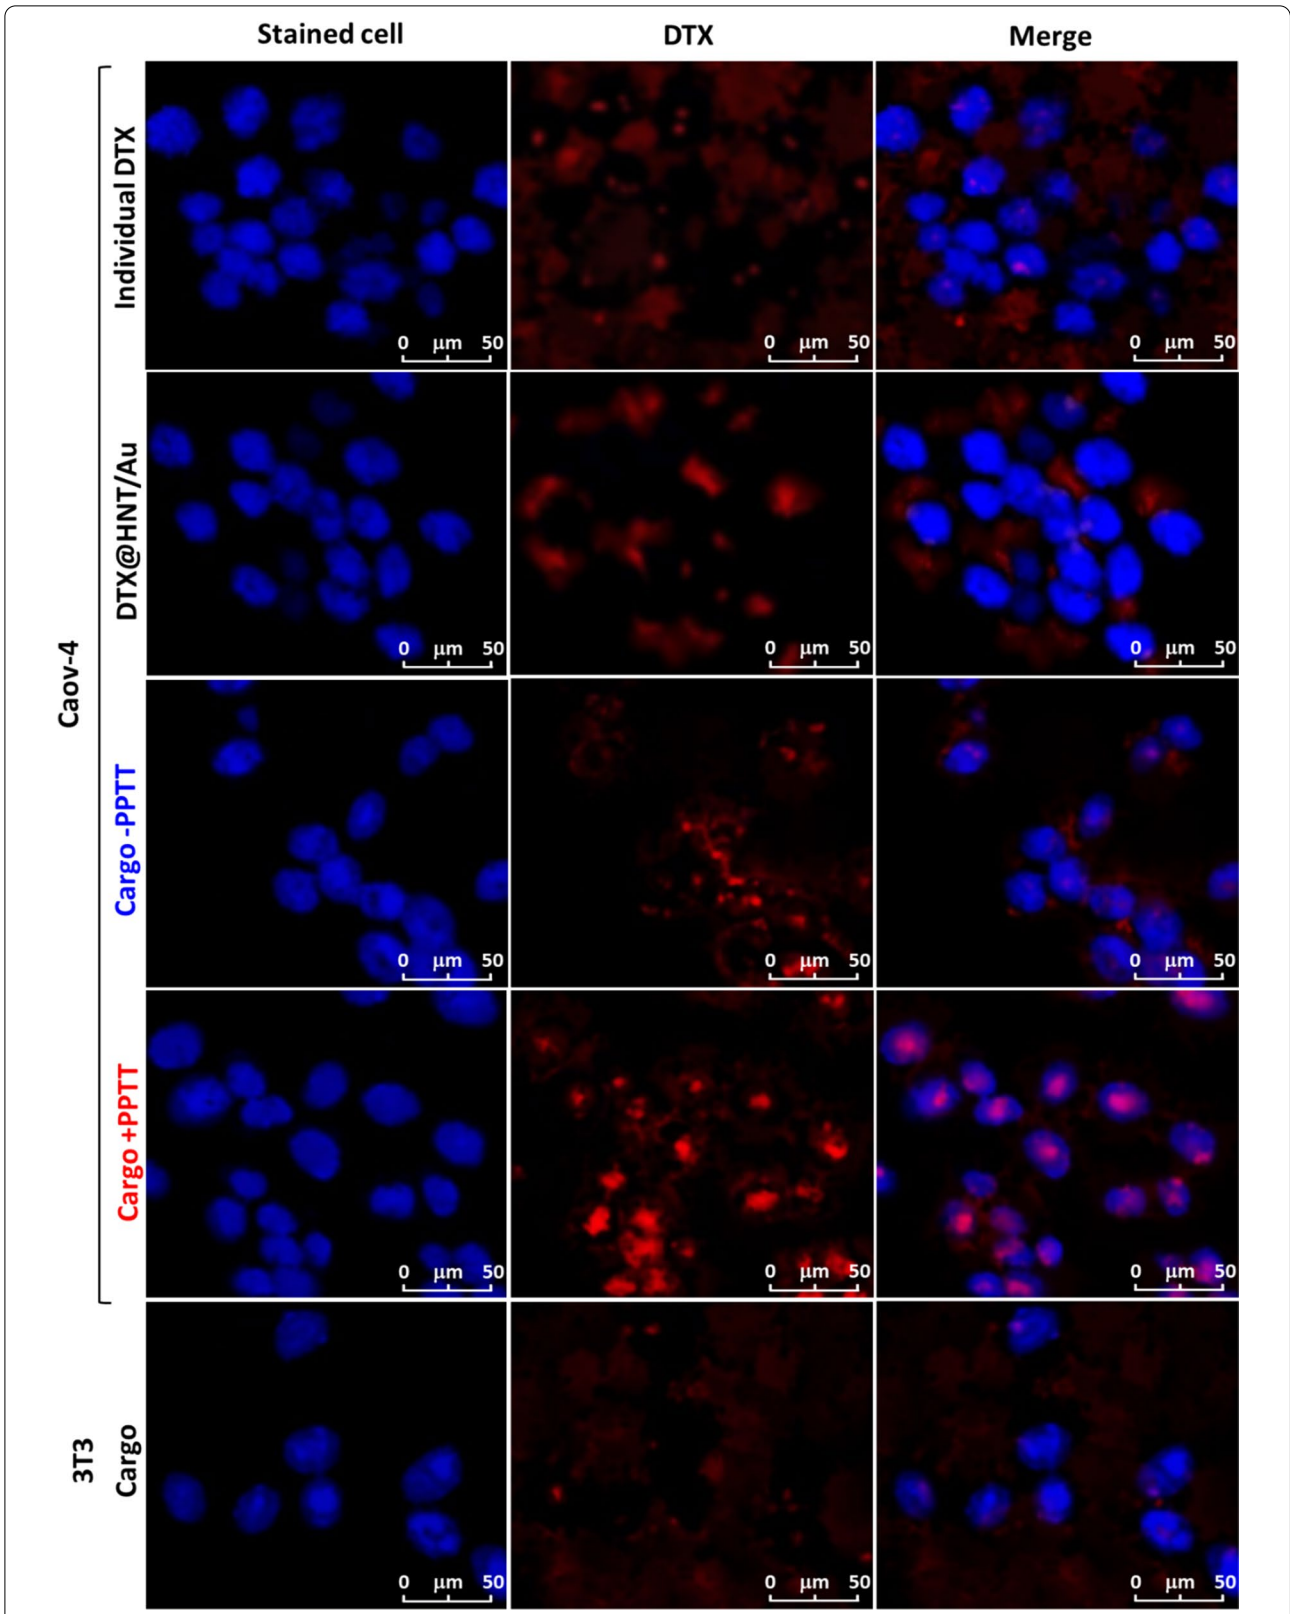 Stained cell DTX Merge
Caov-4
Individual DTX
0 µm 50 0 µm 50 0 µm 50
DTX@HNT/Au
0 µm 50 0 µm 50 0 µm 50
Cargo -PPTT
0 µm 50 0 µm 50 0 µm 50
Cargo +PPTT
0 µm 50 0 µm 50 0 µm 50
3T3
Cargo
0 µm 50 0 µm 50 0 µm 50